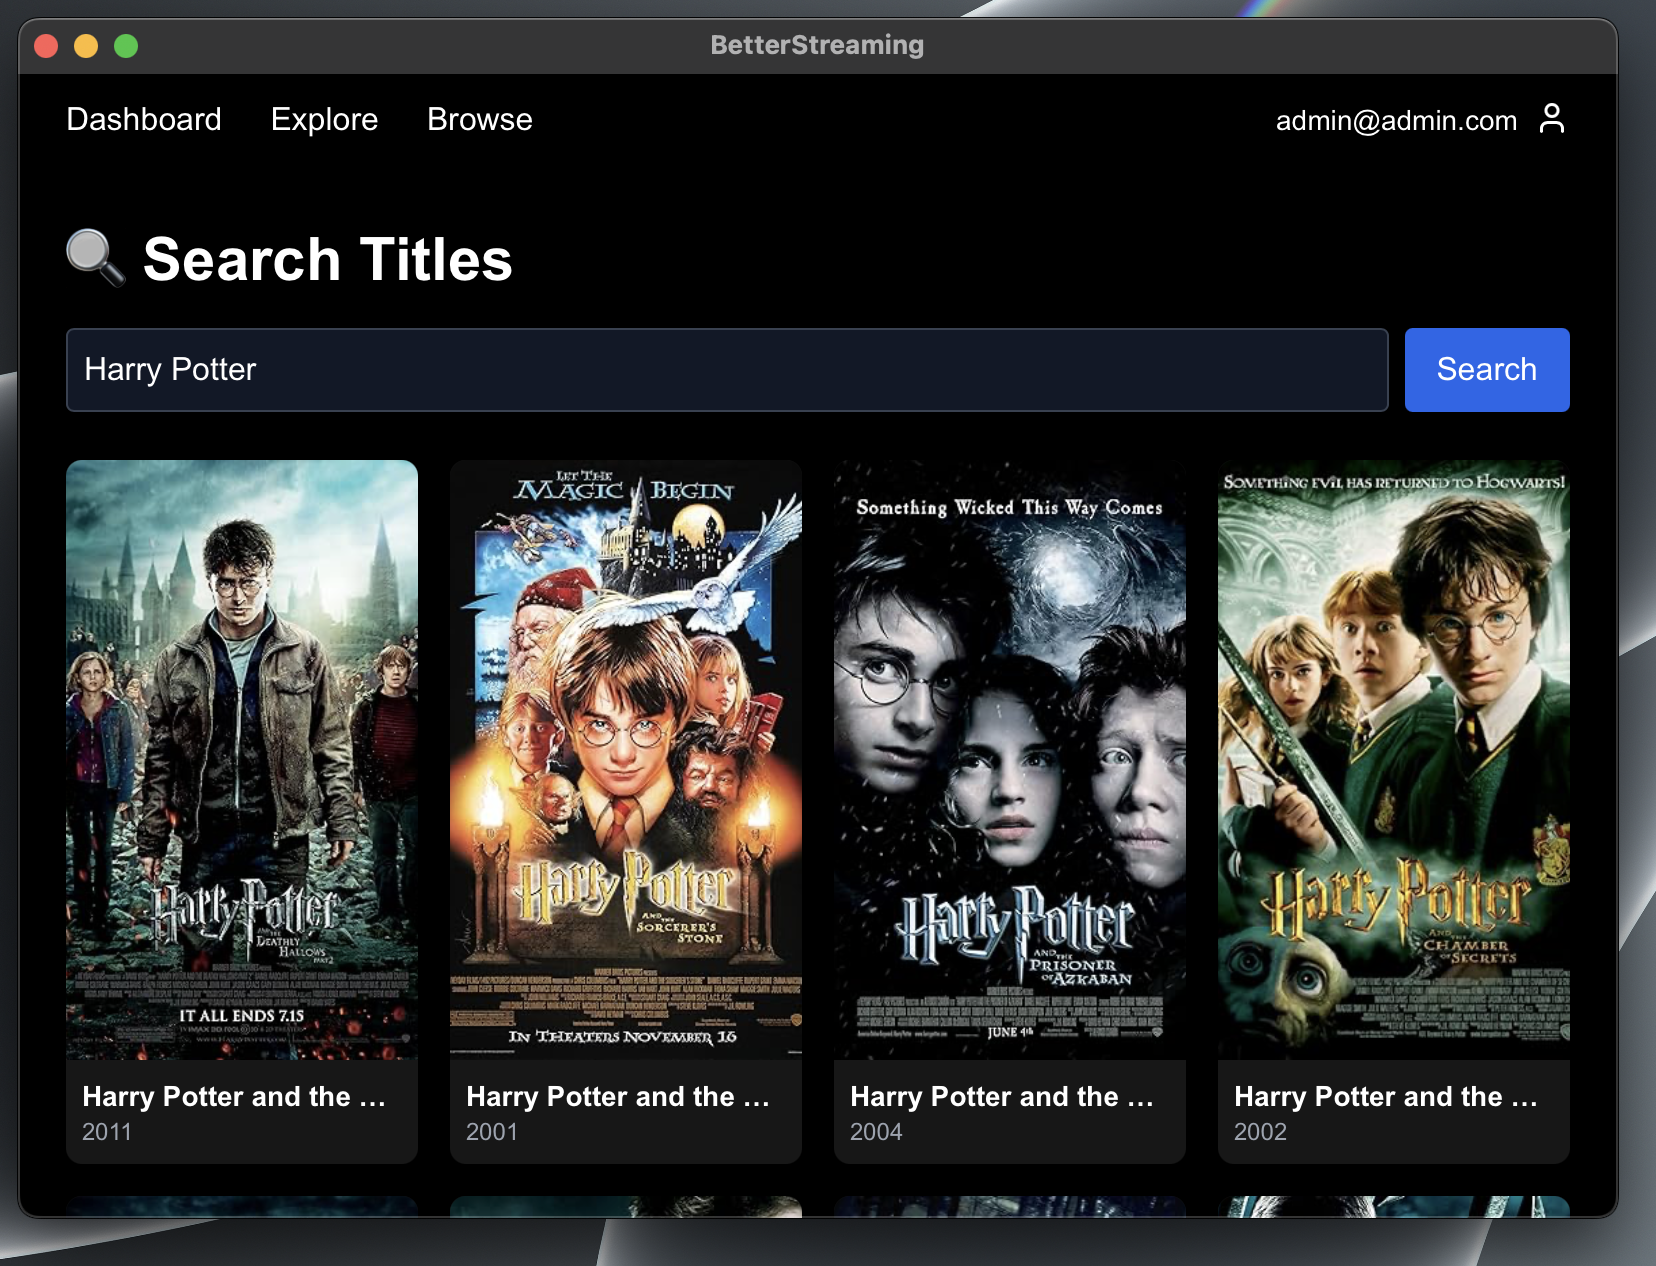 BetterStreaming
Dashboard Explore Browse admin@admin.com
🔍 Search Titles
Harry Potter
Search
Harry Potter
AND THE
DEATHLY
HALLOWS
PART 2
IT ALL ENDS 7.15
Harry Potter and the ...
2011
LET THE
MAGIC BEGIN
Harry Potter
AND THE
SORCERER'S
STONE
IN THEATERS NOVEMBER 16
Harry Potter and the ...
2001
Something Wicked This Way Comes
Harry Potter
AND THE
PRISONER
OF AZKABAN
JUNE 4th
Harry Potter and the ...
2004
SOMETHING EVIL HAS RETURNED TO HOGWARTS!
Harry Potter
AND THE
CHAMBER
OF SECRETS
Harry Potter and the ...
2002